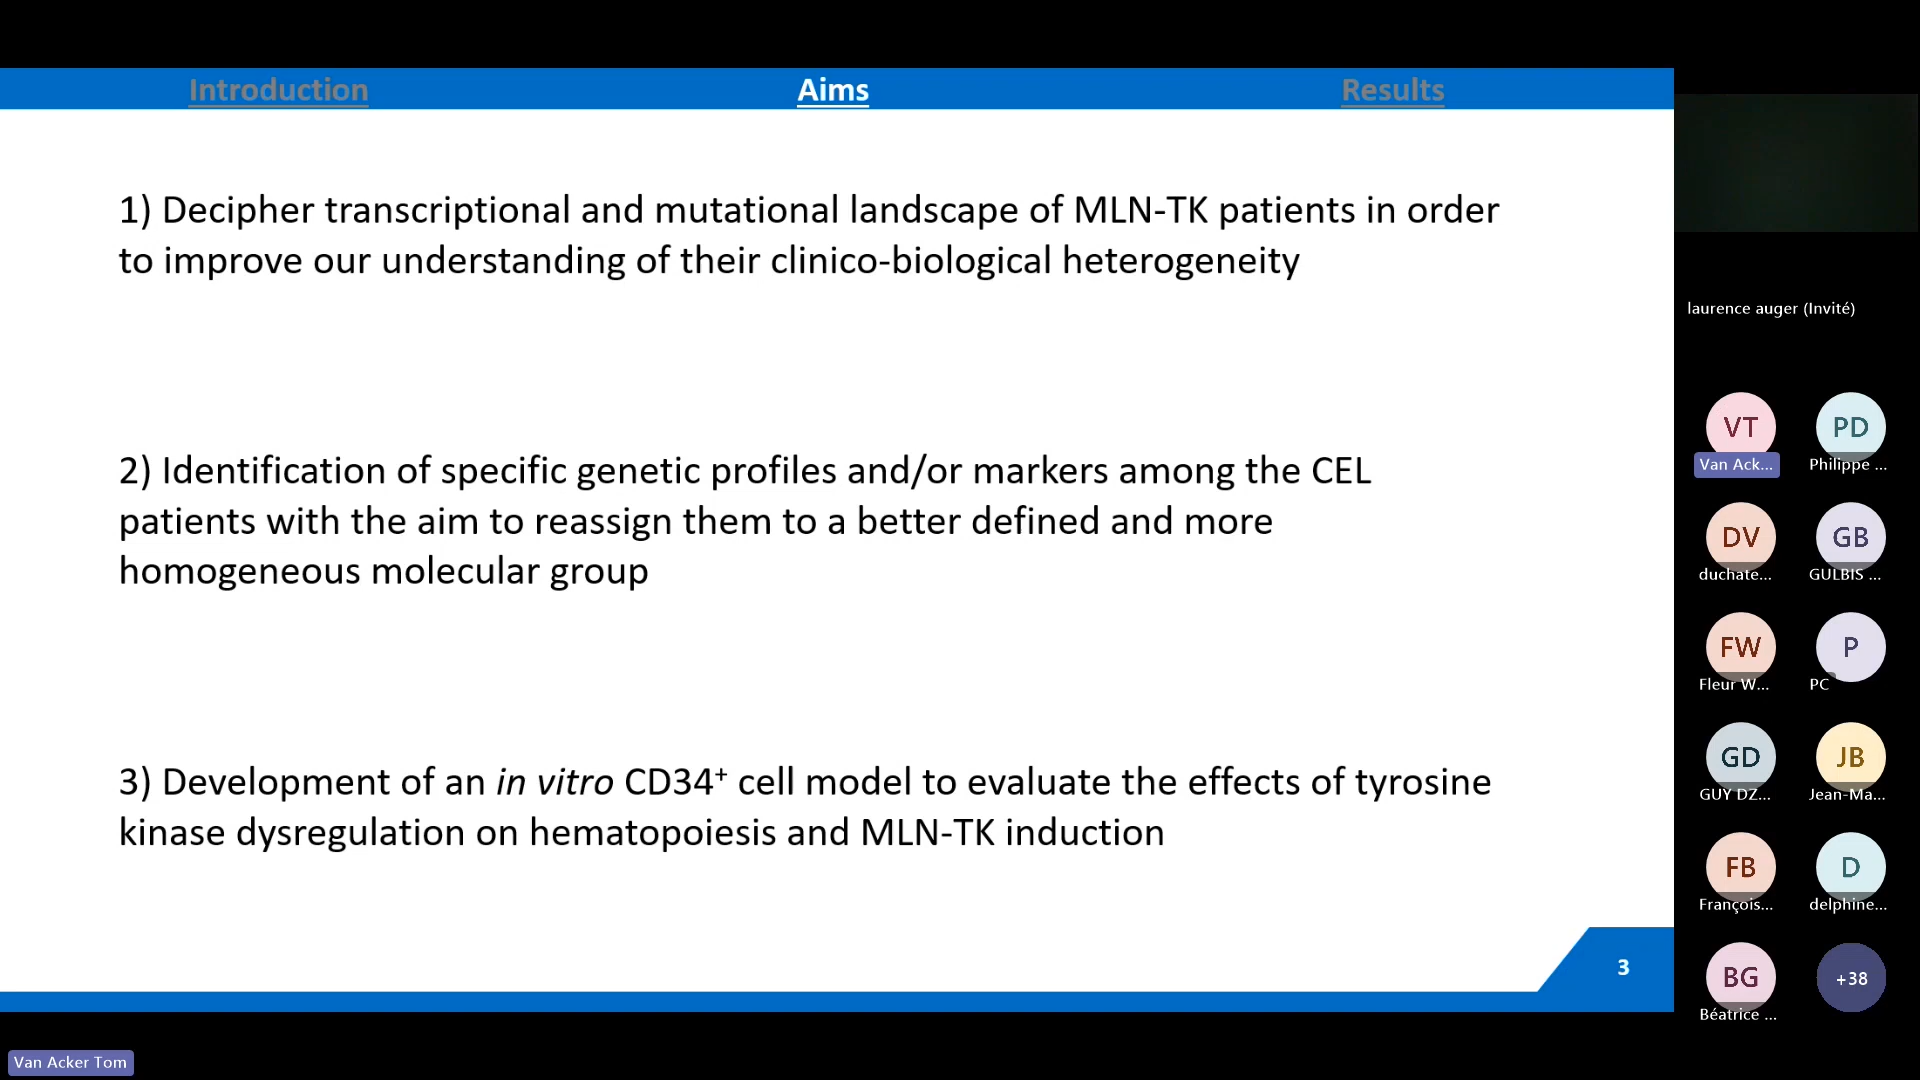 Introduction
Aims
Results
1) Decipher transcriptional and mutational landscape of MLN-TK patients in order
to improve our understanding of their clinico-biological heterogeneity
2) Identification of specific genetic profiles and/or markers among the CEL
patients with the aim to reassign them to a better defined and more
homogeneous molecular group
3) Development of an in vitro CD34⁺ cell model to evaluate the effects of tyrosine
kinase dysregulation on hematopoiesis and MLN-TK induction
3
laurence auger (Invité)
VT
Van Ack...
PD
Philippe ...
DV
duchate...
GB
GULBIS ...
FW
Fleur W...
P
PC
GD
GUY DZ...
JB
Jean-Ma...
FB
François...
D
delphine...
BG
Béatrice ...
+38
Van Acker Tom